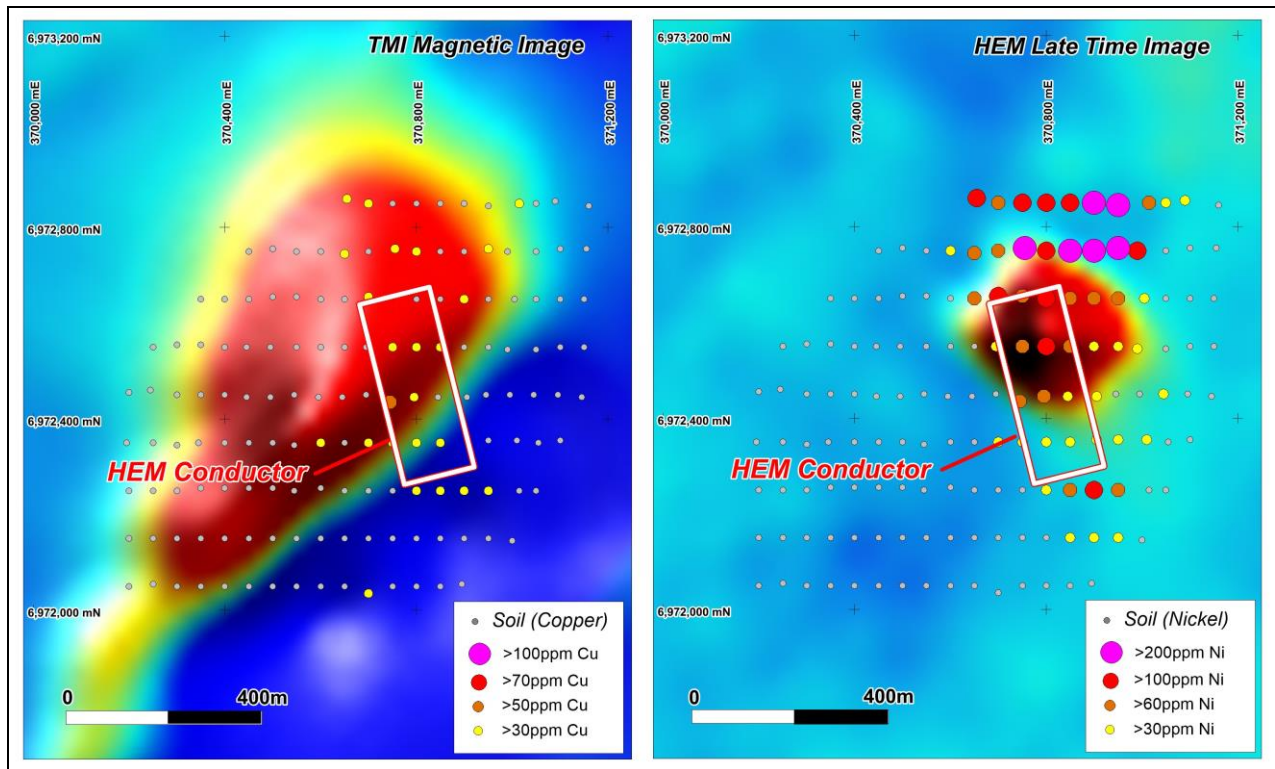 TMI Magnetic Image
6,973,200 mN
370,000 mE
370,400 mE
370,800 mE
371,200 mE
6,972,800 mN
6,972,400 mN
HEM Conductor
6,972,000 mN
0 400m
Soil (Copper)
>100ppm Cu
>70ppm Cu
>50ppm Cu
>30ppm Cu
HEM Late Time Image
6,973,200 mN
370,000 mE
370,400 mE
370,800 mE
371,200 mE
6,972,800 mN
6,972,400 mN
HEM Conductor
6,972,000 mN
0 400m
Soil (Nickel)
>200ppm Ni
>100ppm Ni
>60ppm Ni
>30ppm Ni